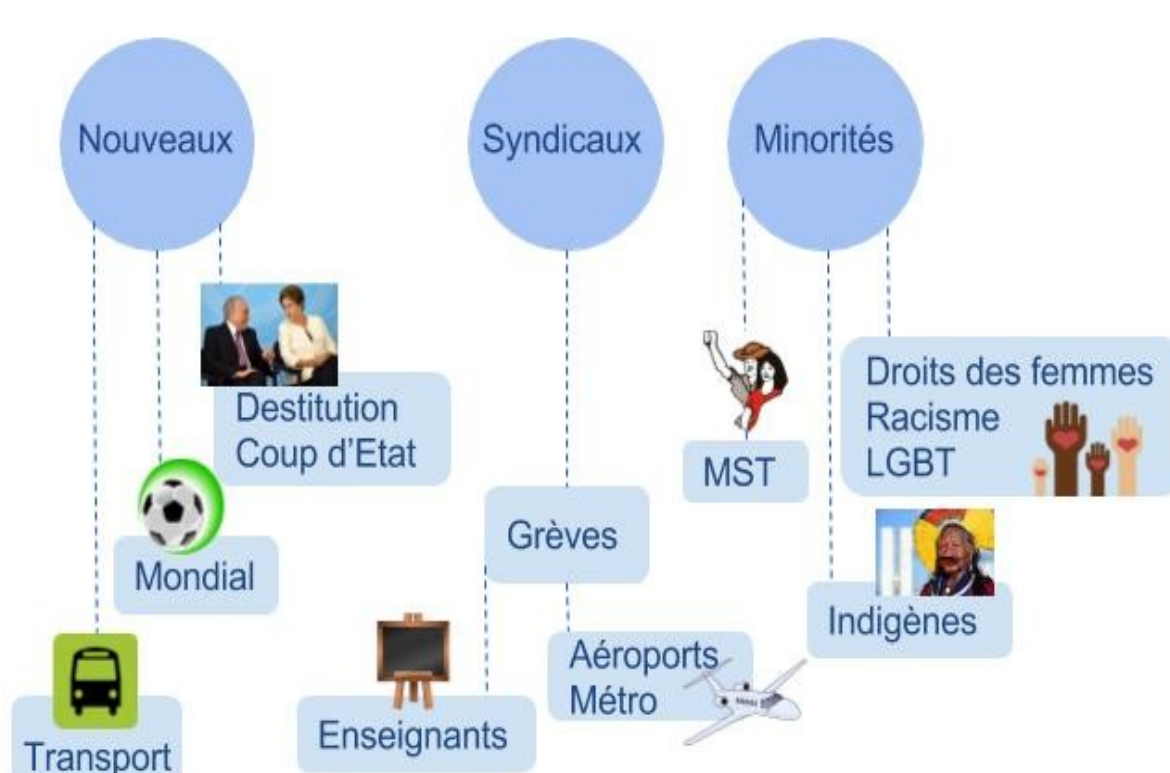 Nouveaux
Syndicaux
Minorités
Destitution
Coup d'Etat
Mondial
Transport
Grèves
Enseignants
Aéroports
Métro
MST
Droits des femmes
Racisme
LGBT
Indigènes